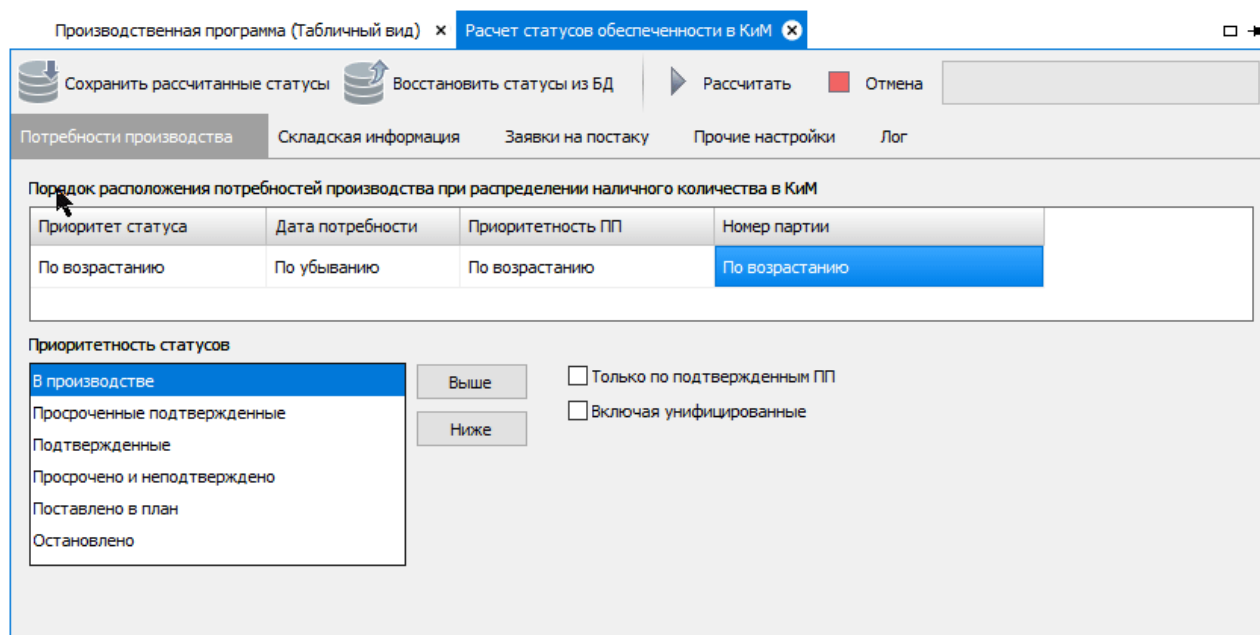 Производственная программа (Табличный вид) Расчет статусов обеспеченности в КиМ
Сохранить рассчитанные статусы Восстановить статусы из БД Рассчитать Отмена
Потребности производства Складская информация Заявки на постаку Прочие настройки Лог
Порядок расположения потребностей производства при распределении наличного количества в КиМ
Приоритет статуса Дата потребности Приоритетность ПП Номер партии
По возрастанию По убыванию По возрастанию По возрастанию
Приоритетность статусов
В производстве Выше Только по подтвержденным ПП
Просроченные подтвержденные Включая унифицированные
Подтвержденные Ниже
Просрочено и неподтверждено
Поставлено в план
Остановлено